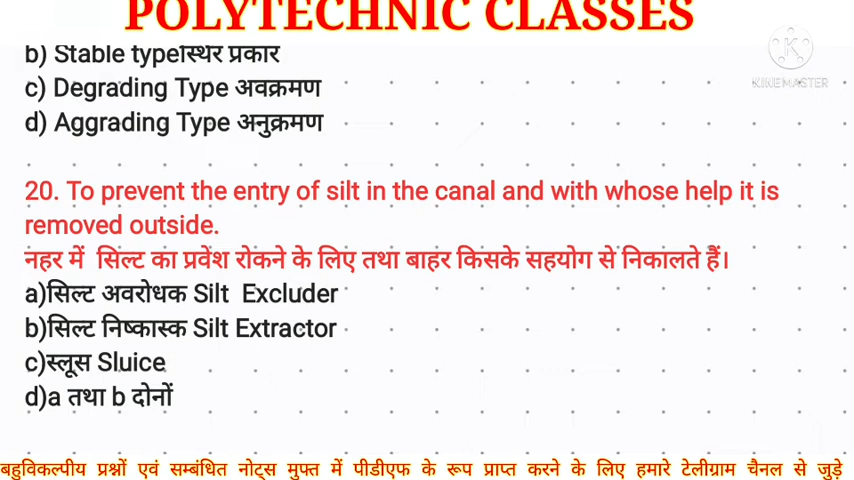 POLYTECHNIC CLASSES
b) Stable typeस्थिर प्रकार
KINEMASTER
c) Degrading Type अवक्रमण
d) Aggrading Type अनुक्रमण
20. To prevent the entry of silt in the canal and with whose help it is
removed outside.
नहर में सिल्ट का प्रवेश रोकने के लिए तथा बाहर किसके सहयोग से निकालते हैं।
a)सिल्ट अवरोधक Silt Excluder
b)सिल्ट निष्कास्क Silt Extractor
c)स्लूस Sluice
d)a तथा b दोनों
बहुविकल्पीय प्रश्नों एवं सम्बंधित नोट्स मुफ्त में पीडीएफ के रूप प्राप्त करने के लिए हमारे टेलीग्राम चैनल से जुड़े